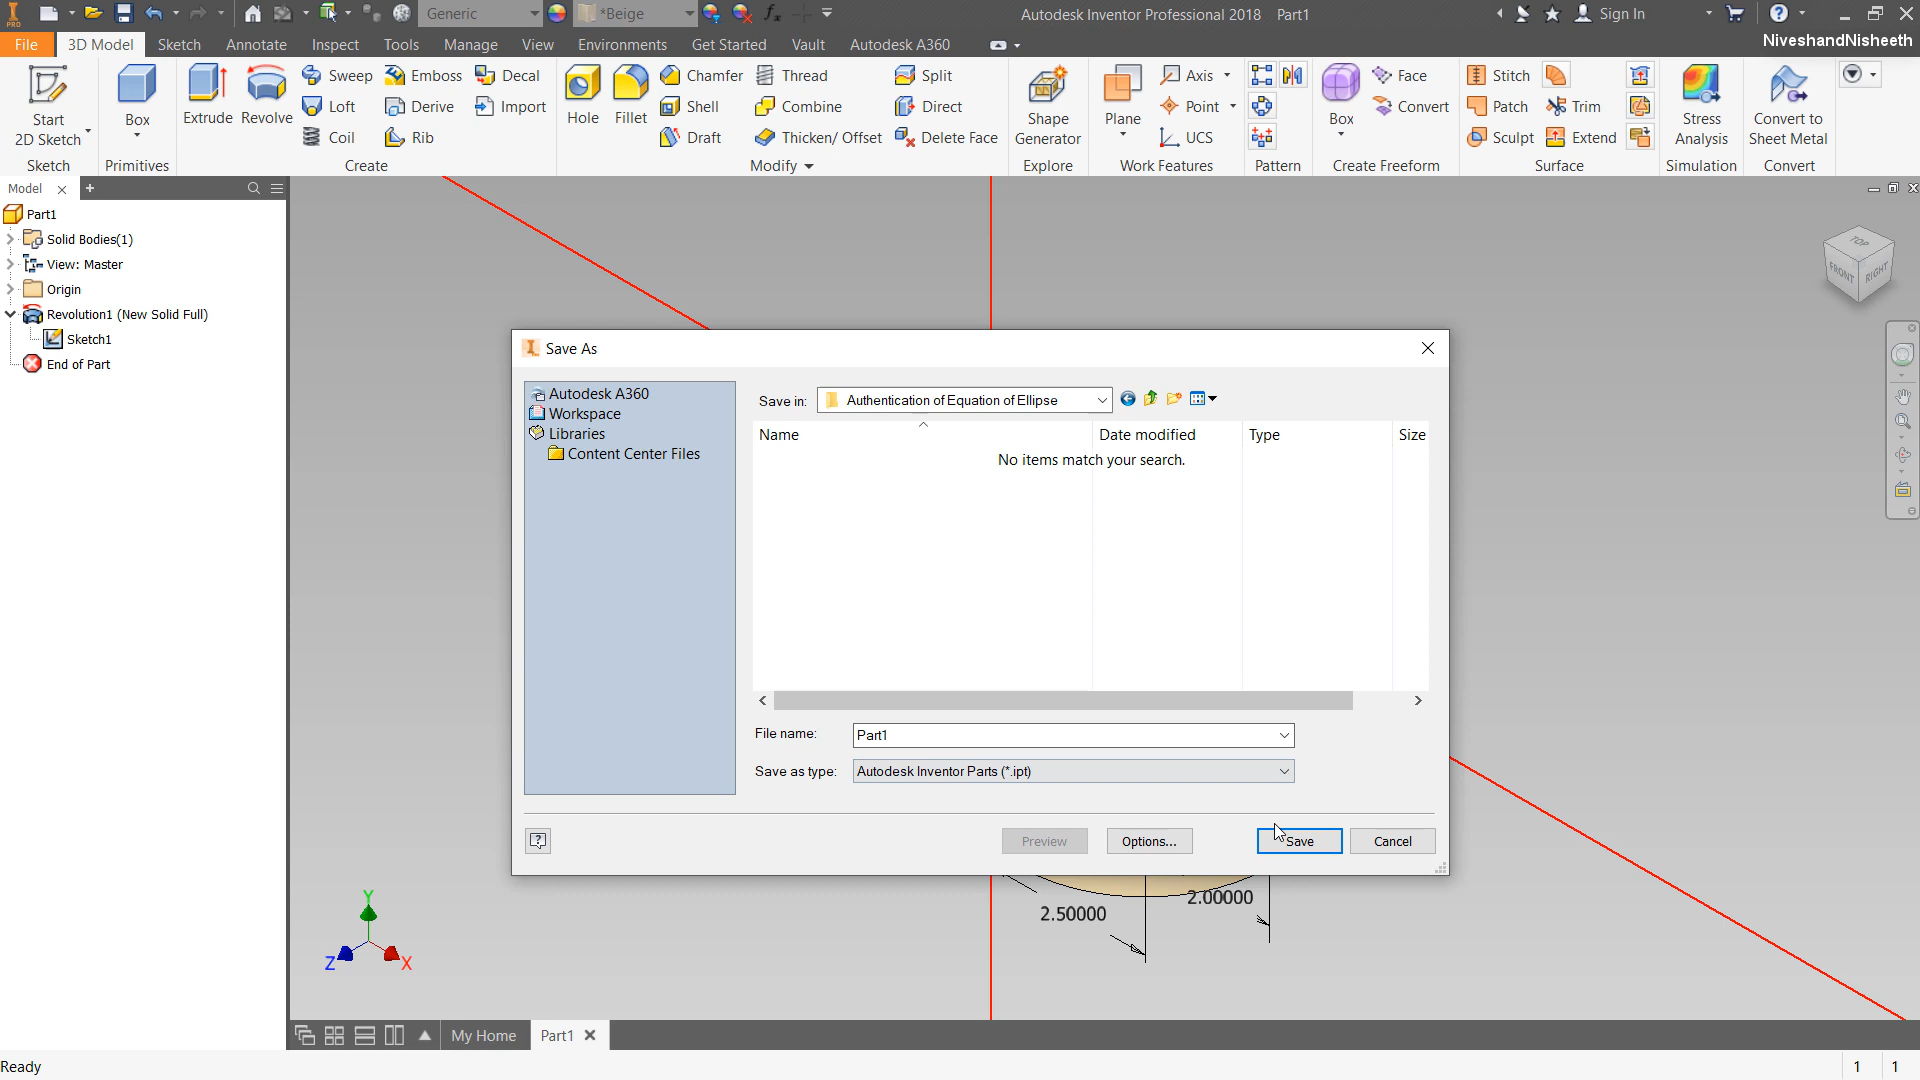 PRO
Generic
*Beige
fx
Autodesk Inventor Professional 2018 Part1
Sign In
File
3D Model
Sketch
Annotate
Inspect
Tools
Manage
View
Environments
Get Started
Vault
Autodesk A360
NiveshandNisheeth
Start
2D Sketch
Sketch
Box
Primitives
Extrude
Revolve
Sweep
Loft
Coil
Emboss
Derive
Rib
Decal
Import
Create
Hole
Fillet
Chamfer
Shell
Draft
Thread
Combine
Thicken/ Offset
Split
Direct
Delete Face
Modify
Shape
Generator
Explore
Plane
Axis
Point
UCS
Work Features
Pattern
Box
Face
Convert
Create Freeform
Stitch
Patch
Sculpt
Trim
Extend
Surface
Stress
Analysis
Simulation
Convert to
Sheet Metal
Convert
Model
Part1
Solid Bodies(1)
View: Master
Origin
Revolution1 (New Solid Full)
Sketch1
End of Part
TOP
FRONT
RIGHT
Save As
Autodesk A360
Workspace
Libraries
Content Center Files
Save in:
Authentication of Equation of Ellipse
Name
Date modified
Type
Size
No items match your search.
File name:
Part1
Save as type:
Autodesk Inventor Parts (*.ipt)
Preview
Options...
Save
Cancel
2.50000
2.00000
Y
Z
X
My Home
Part1
Ready
1
1